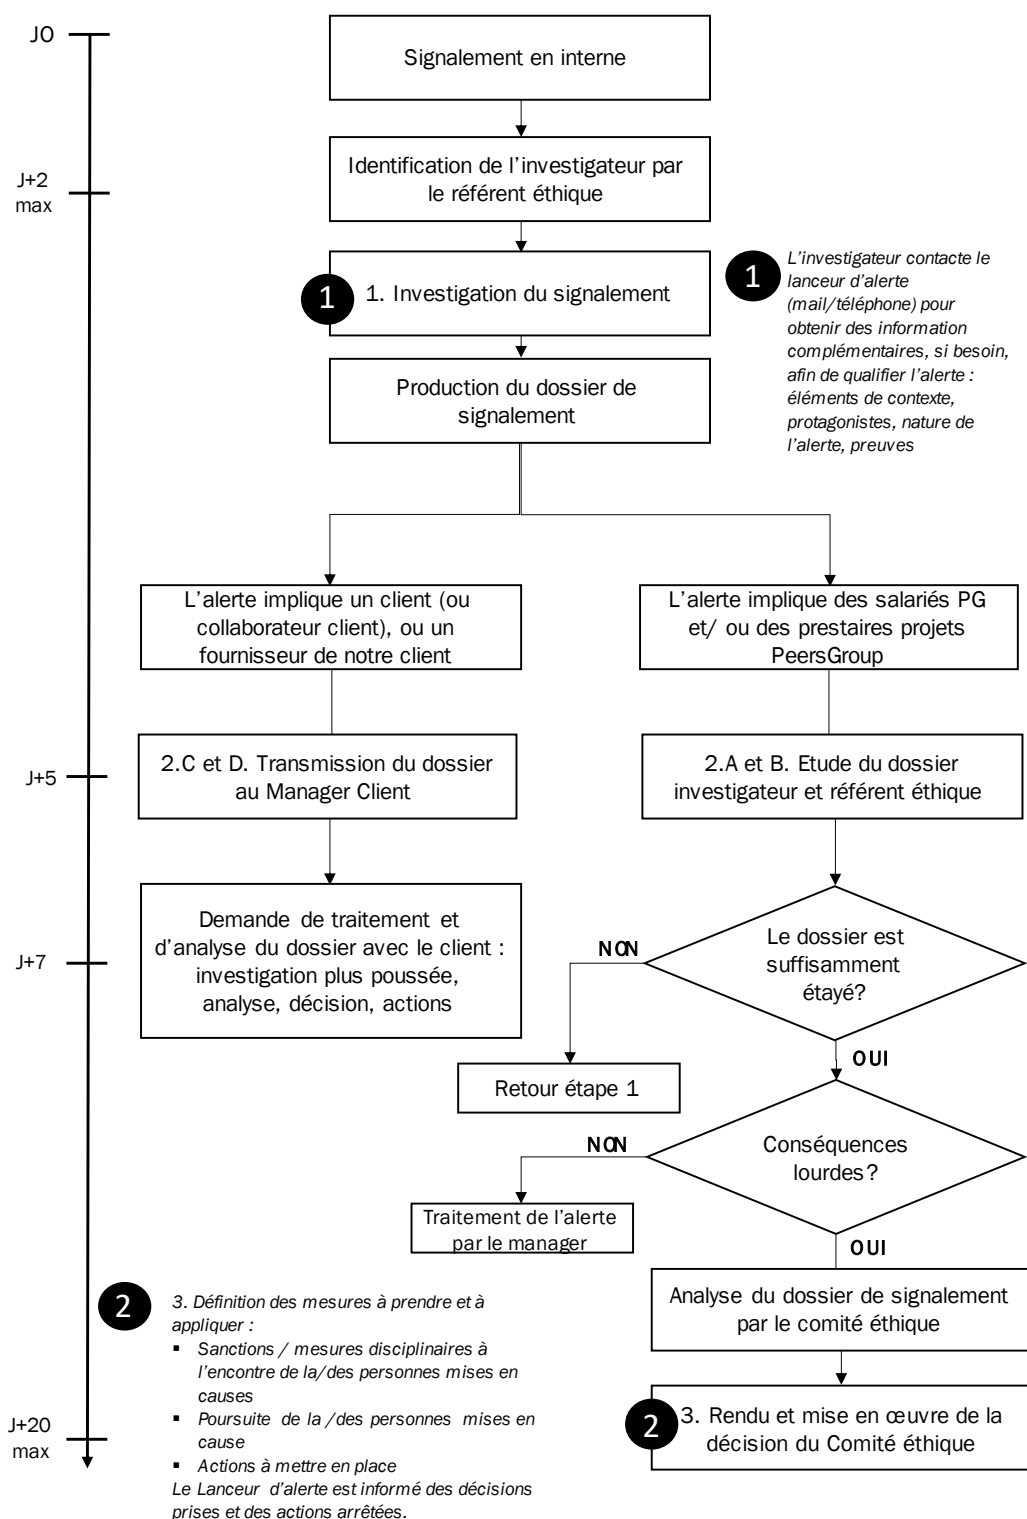 J0
Signalement en interne
J+2
max
Identification de l'investigateur par
le référent éthique
1
1. Investigation du signalement
1
L'investigateur contacte le
lanceur d'alerte
(mail/téléphone) pour
obtenir des information
complémentaires, si besoin,
afin de qualifier l'alerte :
éléments de contexte,
protagonistes, nature de
l'alerte, preuves
Production du dossier de
signalement
L'alerte implique un client (ou
collaborateur client), ou un
fournisseur de notre client
L'alerte implique des salariés PG
et/ ou des prestaires projets
PeersGroup
J+5
2.C et D. Transmission du dossier
au Manager Client
2.A et B. Etude du dossier
investigateur et référent éthique
J+7
Demande de traitement et
d'analyse du dossier avec le client :
investigation plus poussée,
analyse, décision, actions
NON
Le dossier est
suffisamment
étayé?
OUI
Retour étape 1
NON
Conséquences
lourdes?
Traitement de l'alerte
par le manager
OUI
Analyse du dossier de signalement
par le comité éthique
2
3. Définition des mesures à prendre et à
appliquer :
▪ Sanctions / mesures disciplinaires à
l'encontre de la/des personnes mises en
causes
▪ Poursuite de la /des personnes mises en
cause
▪ Actions à mettre en place
Le Lanceur d'alerte est informé des décisions
prises et des actions arrêtées.
J+20
max
2
3. Rendu et mise en œuvre de la
décision du Comité éthique